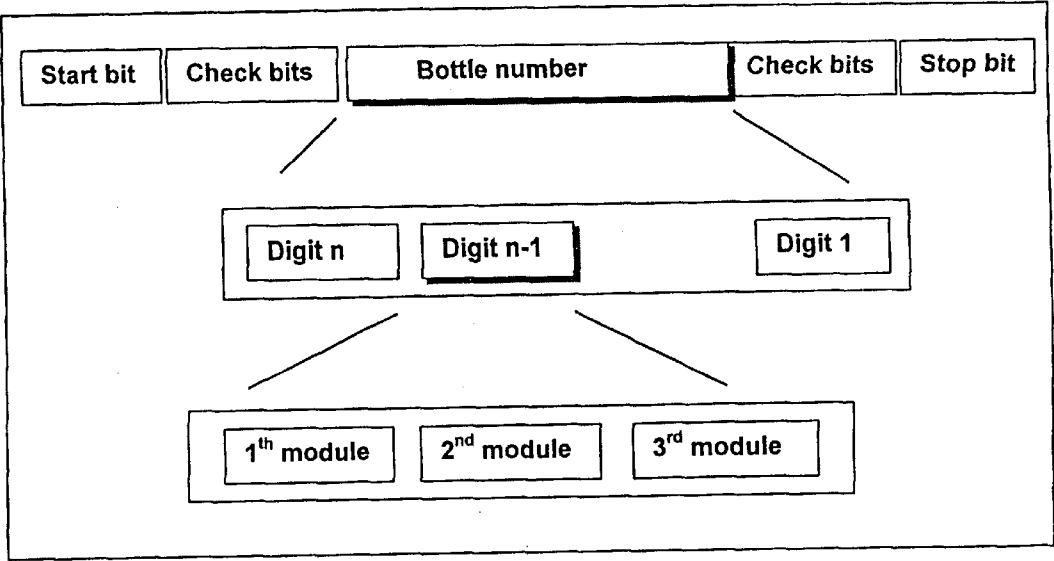 Start bit Check bits Bottle number Check bits Stop bit
Digit n Digit n-1 Digit 1
1th module 2nd module 3rd module